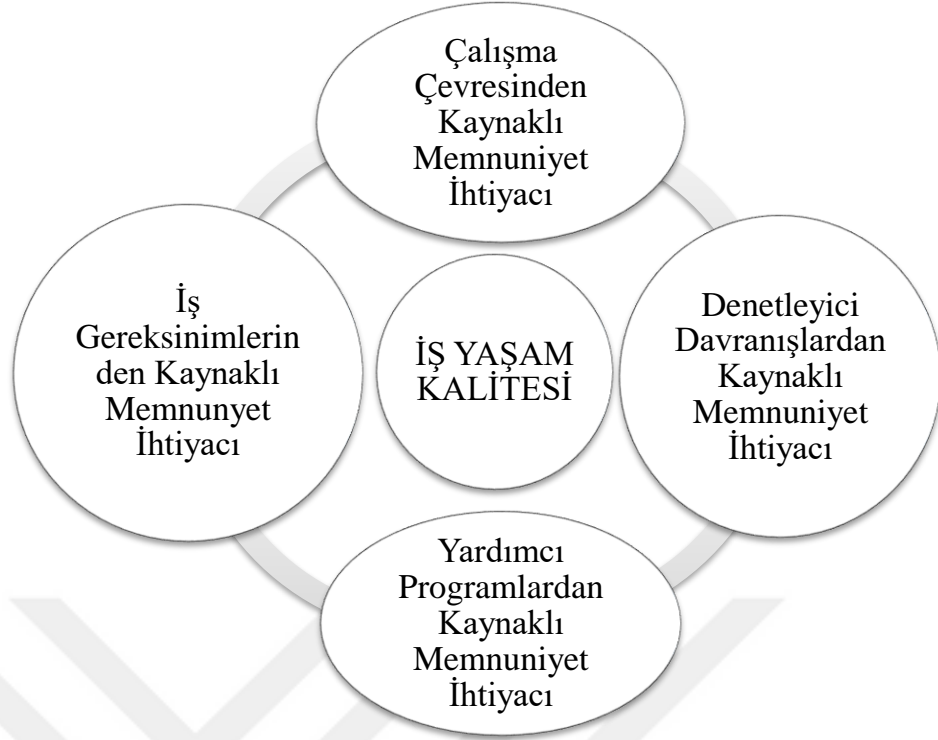 Çalışma
Çevresinden
Kaynaklı
Memnuniyet
İhtiyacı
İş
Gereksinimlerin
den Kaynaklı
Memnunyet
İhtiyacı
İŞ YAŞAM
KALİTESİ
Denetleyici
Davranışlardan
Kaynaklı
Memnuniyet
İhtiyacı
Yardımcı
Programlardan
Kaynaklı
Memnuniyet
İhtiyacı